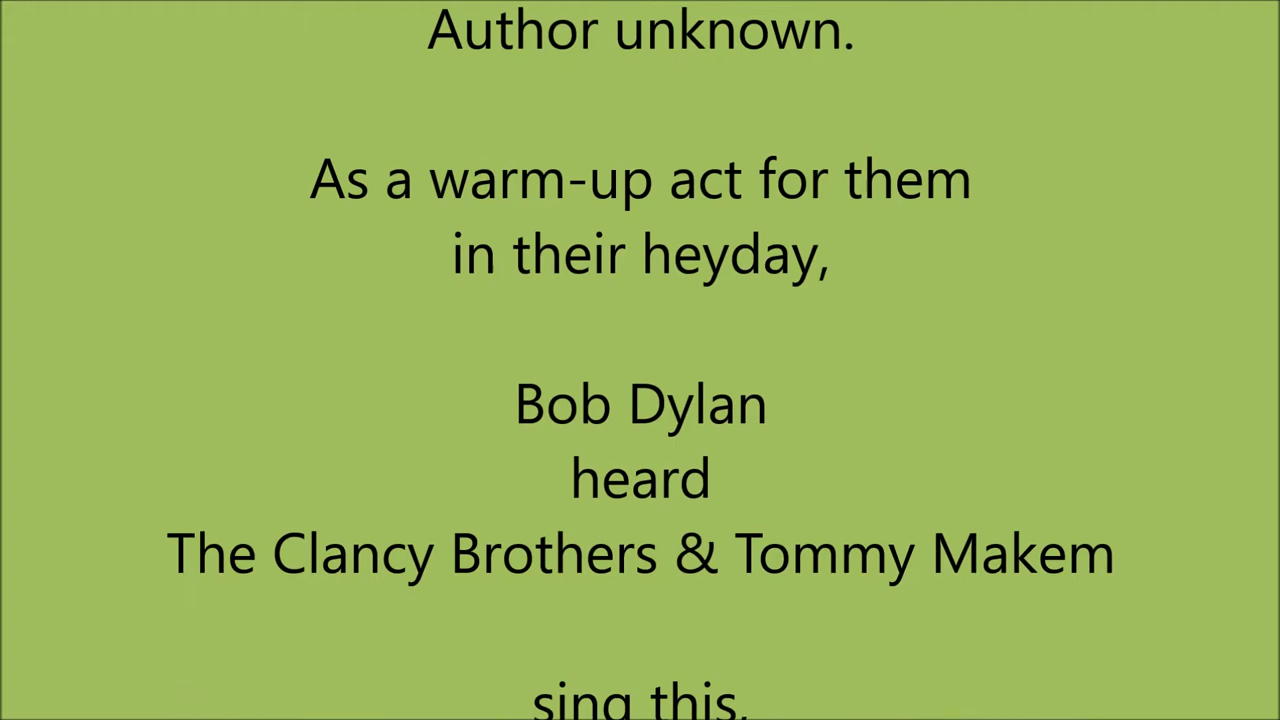 Author unknown.
As a warm-up act for them
in their heyday,
Bob Dylan
heard
The Clancy Brothers & Tommy Makem
sing this,